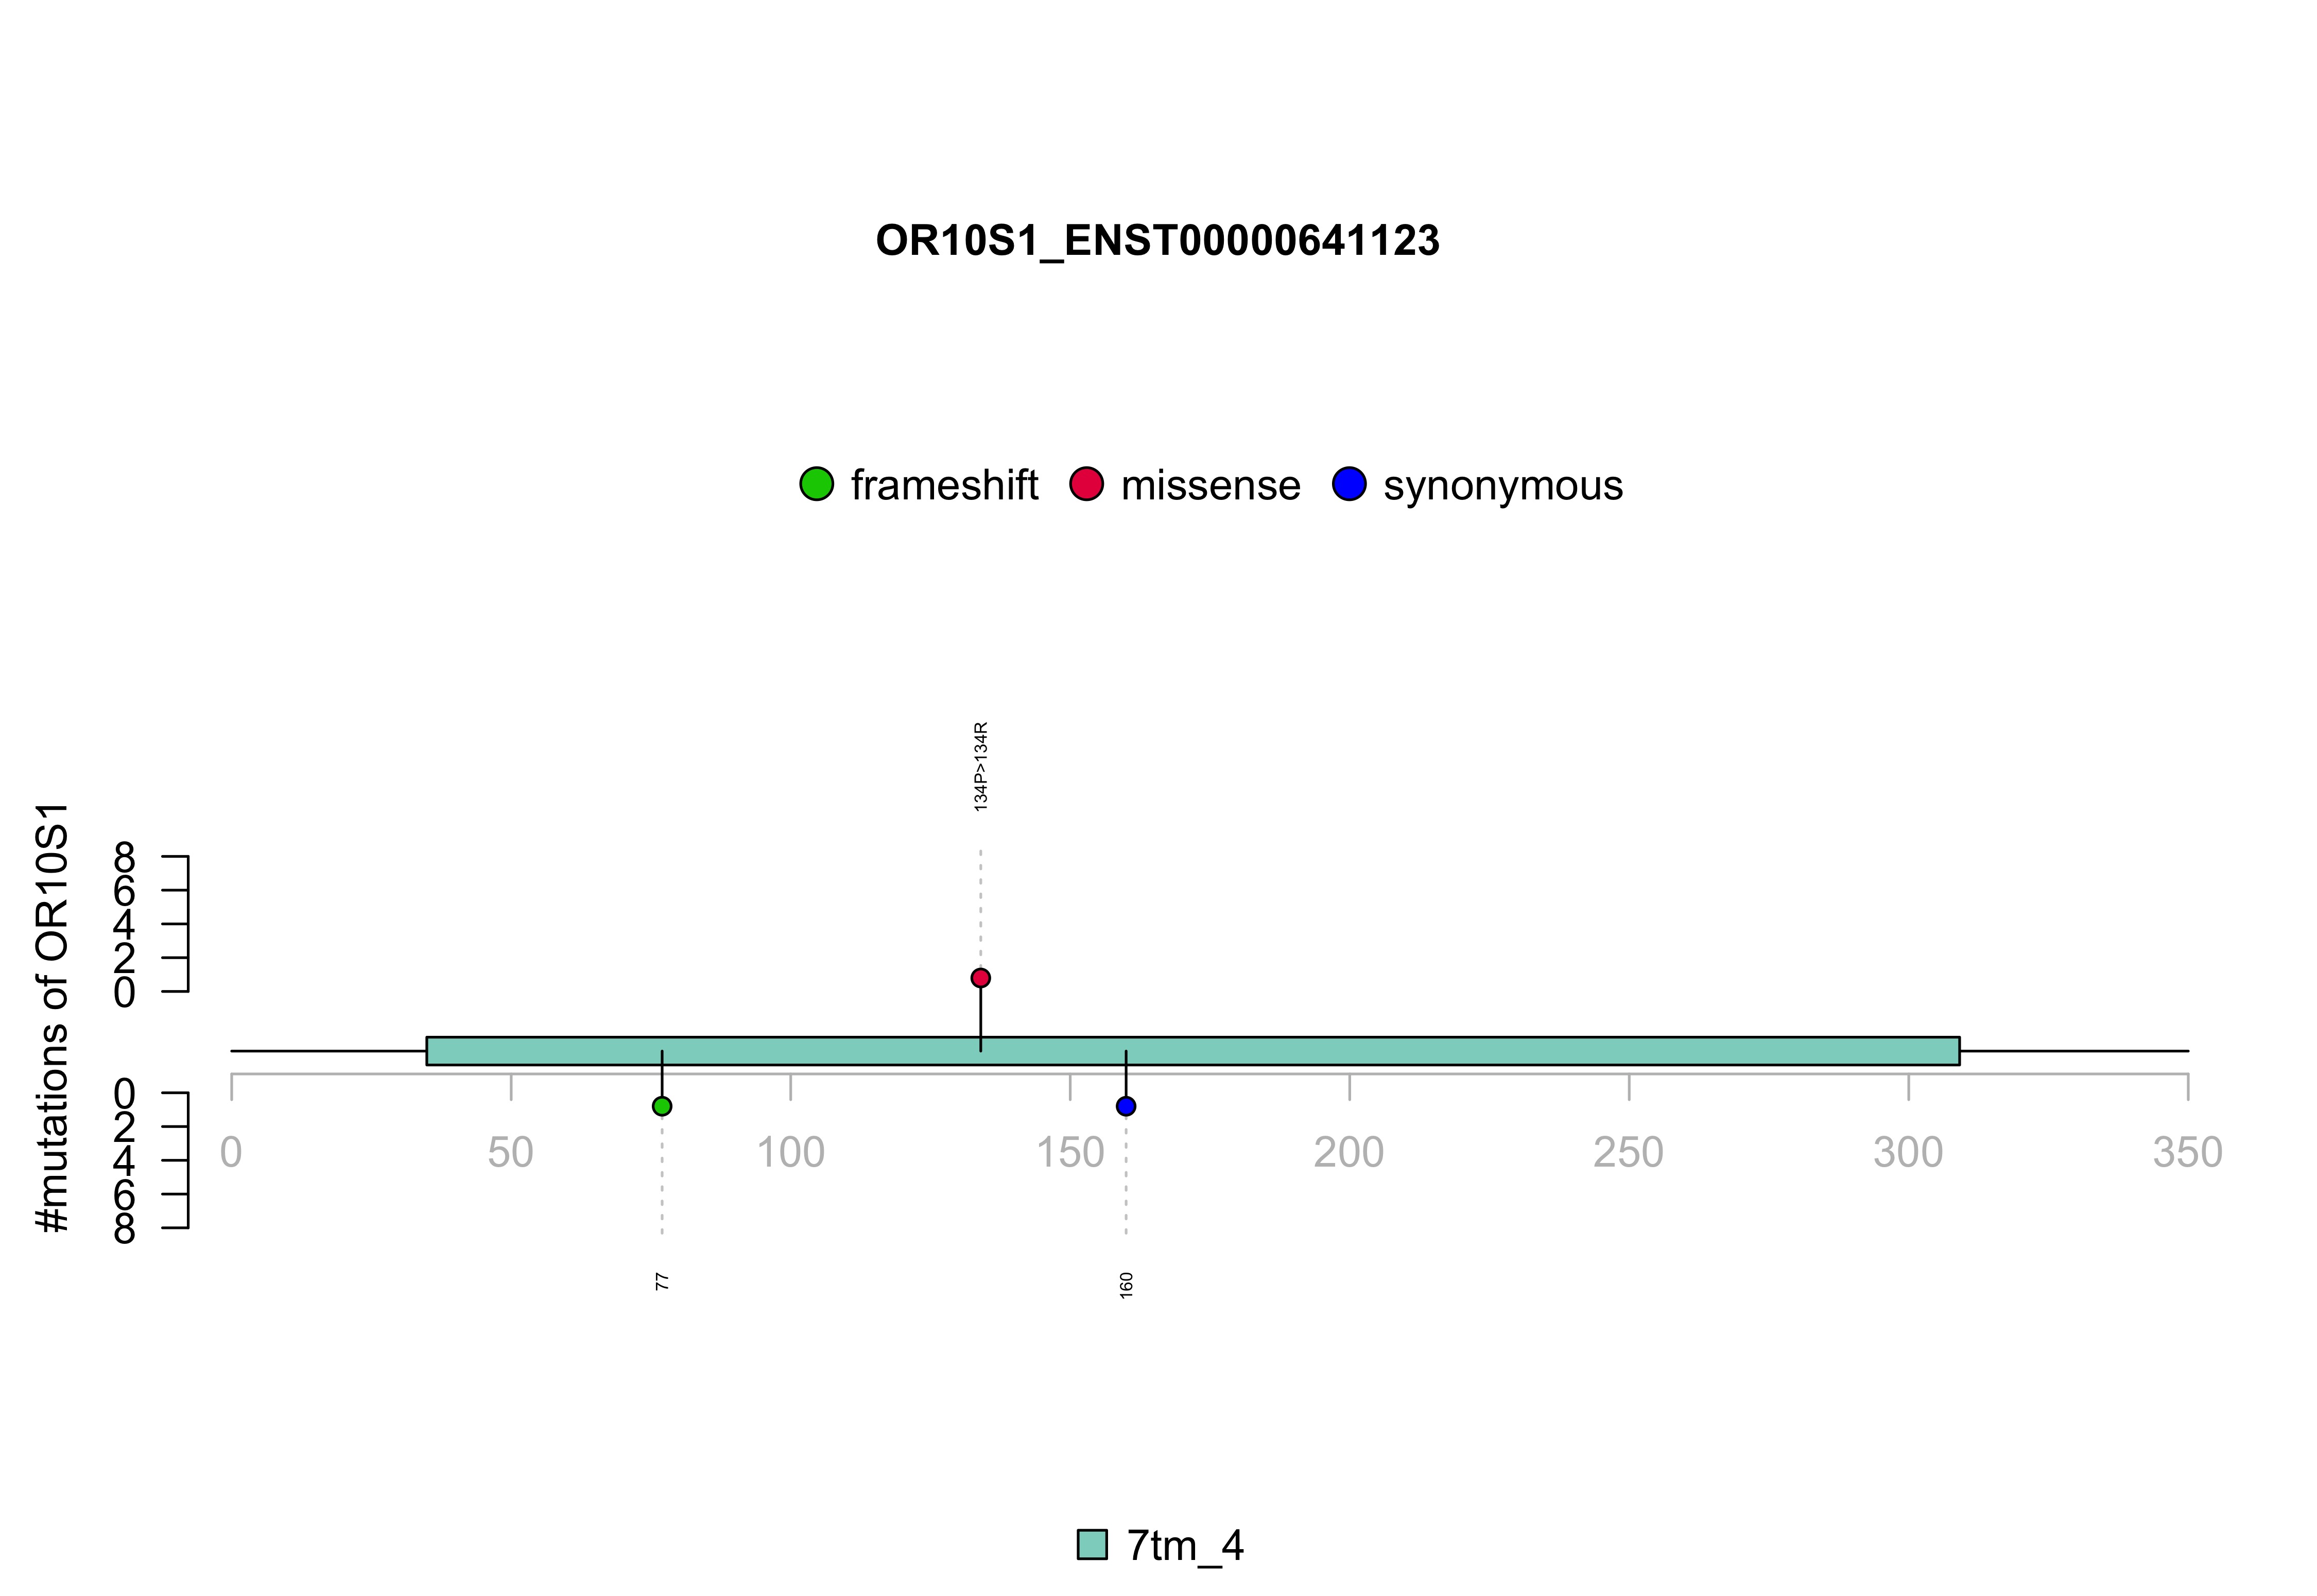 OR10S1_ENST00000641123
frameshift missense synonymous
134P>134R
#mutations of OR10S1
8
6
4
2
0
0
2
4
6
8
0 50 100 150 200 250 300 350
77 160
7tm_4